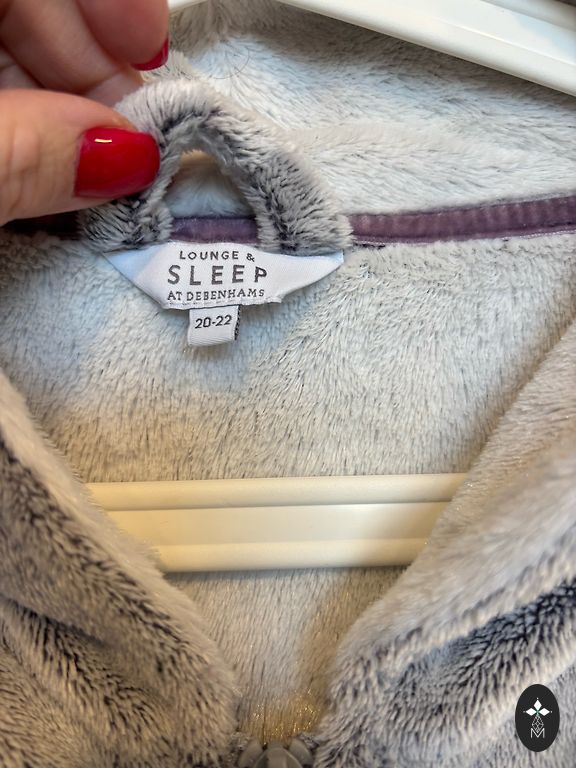 LOUNGE &
SLEEP
AT DEBENHAMS
20-22